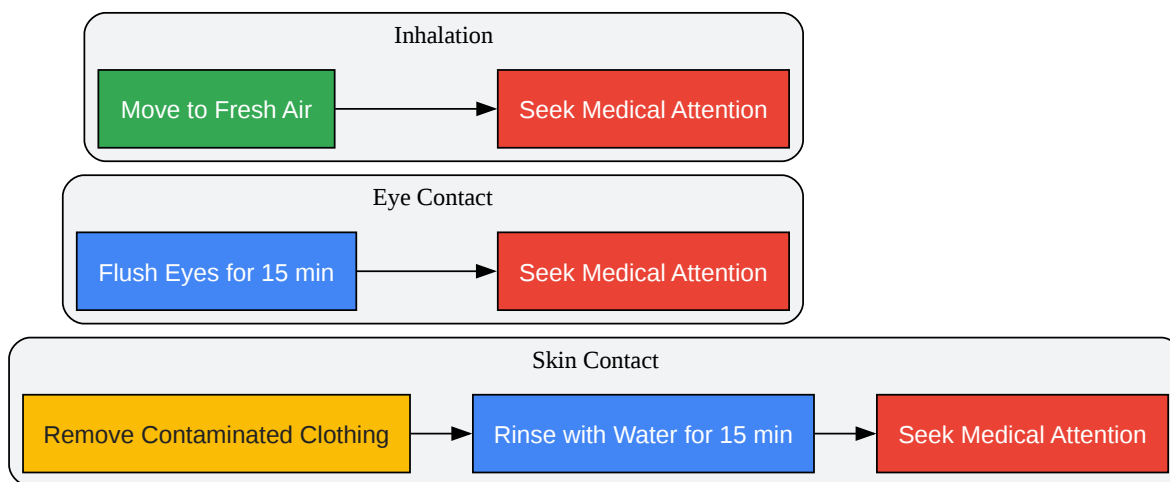 Inhalation
Move to Fresh Air
Seek Medical Attention
Eye Contact
Flush Eyes for 15 min
Seek Medical Attention
Skin Contact
Remove Contaminated Clothing
Rinse with Water for 15 min
Seek Medical Attention